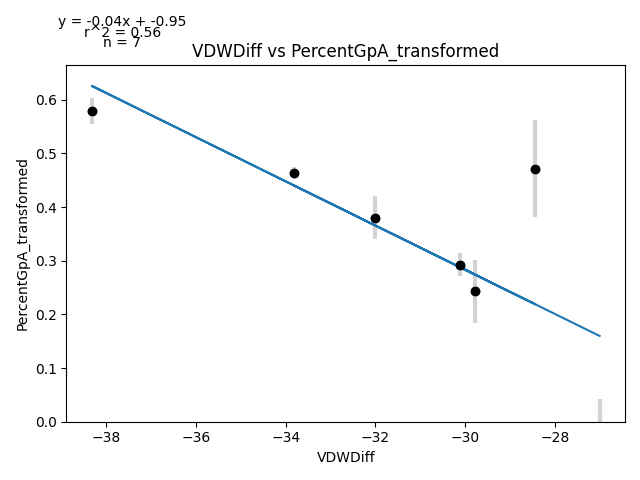 y = -0.04x + -0.95
r^2 = 0.56
n = 7
VDWDiff vs PercentGpA_transformed
PercentGpA_transformed
0.6
0.5
0.4
0.3
0.2
0.1
0.0
−38
−36
−34
−32
−30
−28
VDWDiff